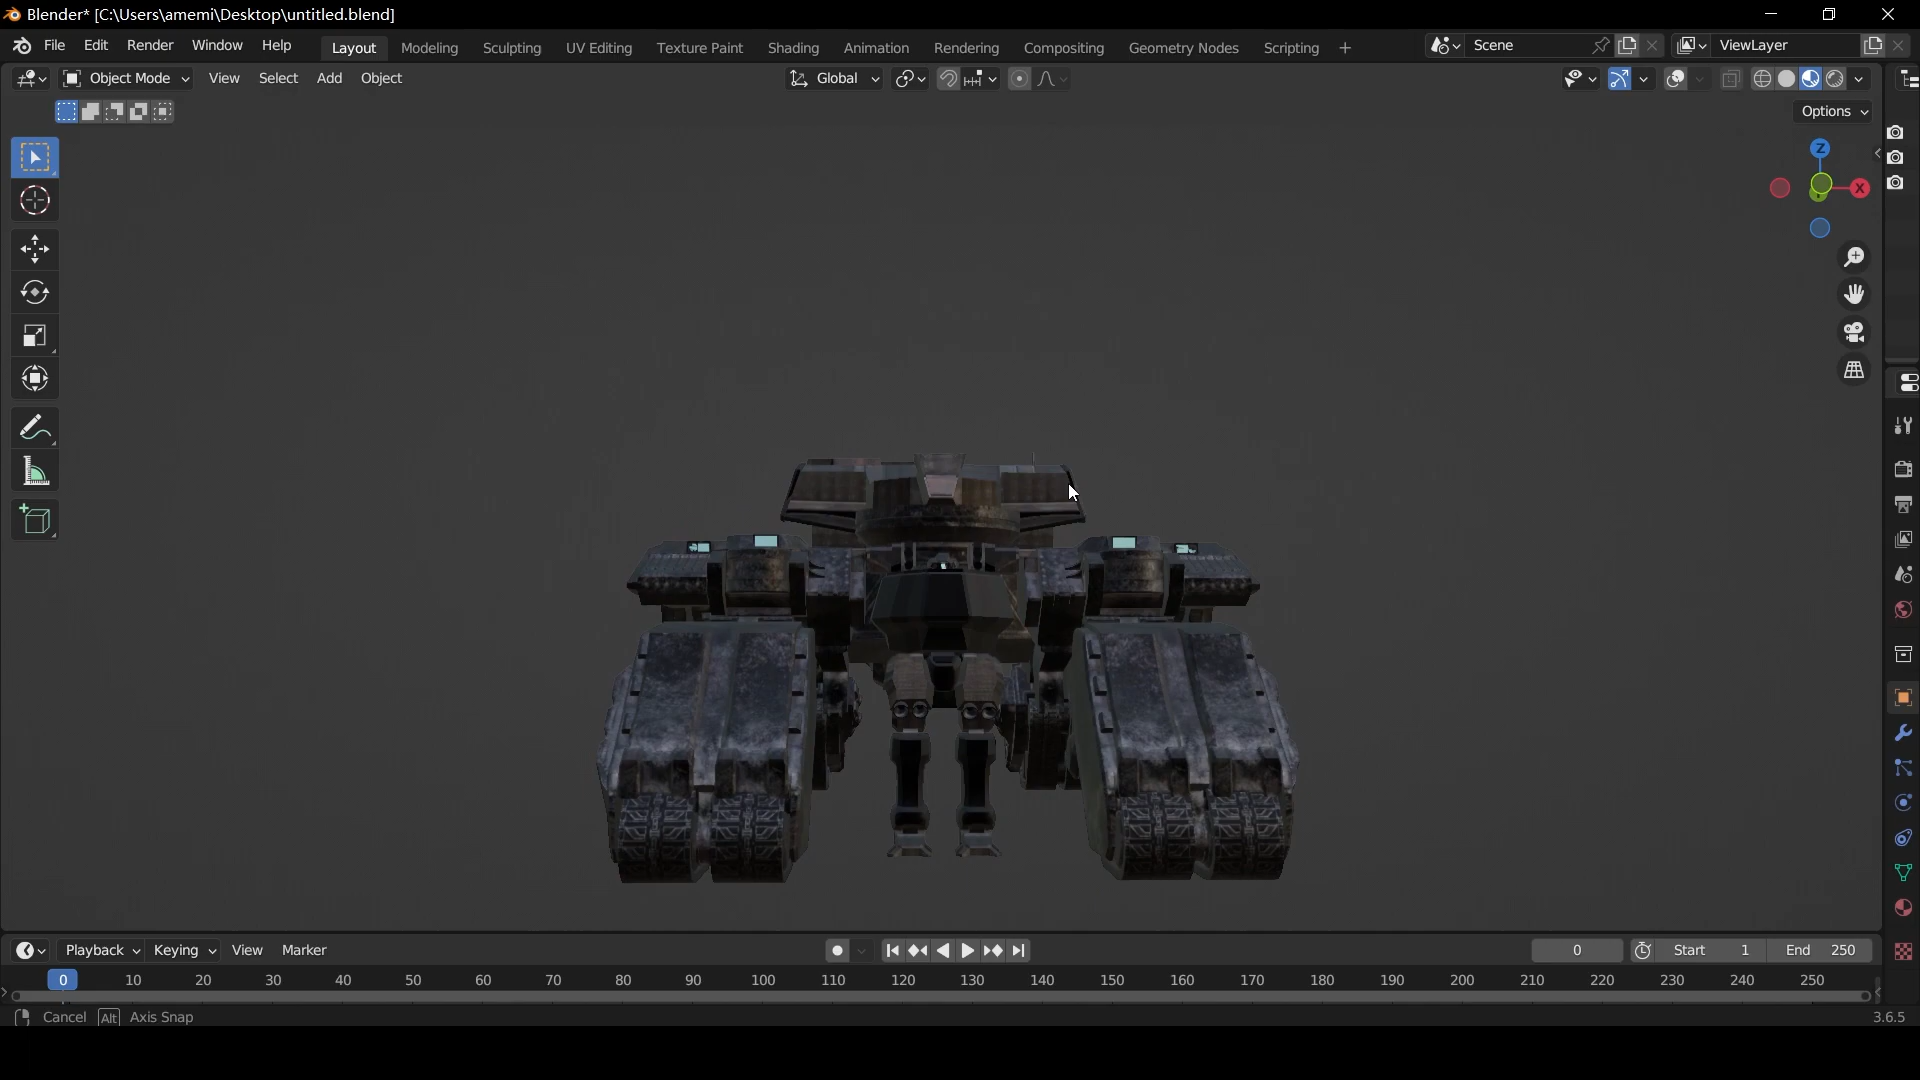 Blender* [C:\Users\amemi\Desktop\untitled.blend]
File Edit Render Window Help Layout Modeling Sculpting UV Editing Texture Paint Shading Animation Rendering Compositing Geometry Nodes Scripting + Scene ViewLayer
Object Mode View Select Add Object Global
Options
Z
X
Playback Keying View Marker 0 Start 1 End 250
0 10 20 30 40 50 60 70 80 90 100 110 120 130 140 150 160 170 180 190 200 210 220 230 240 250
Cancel Alt Axis Snap 3.6.5